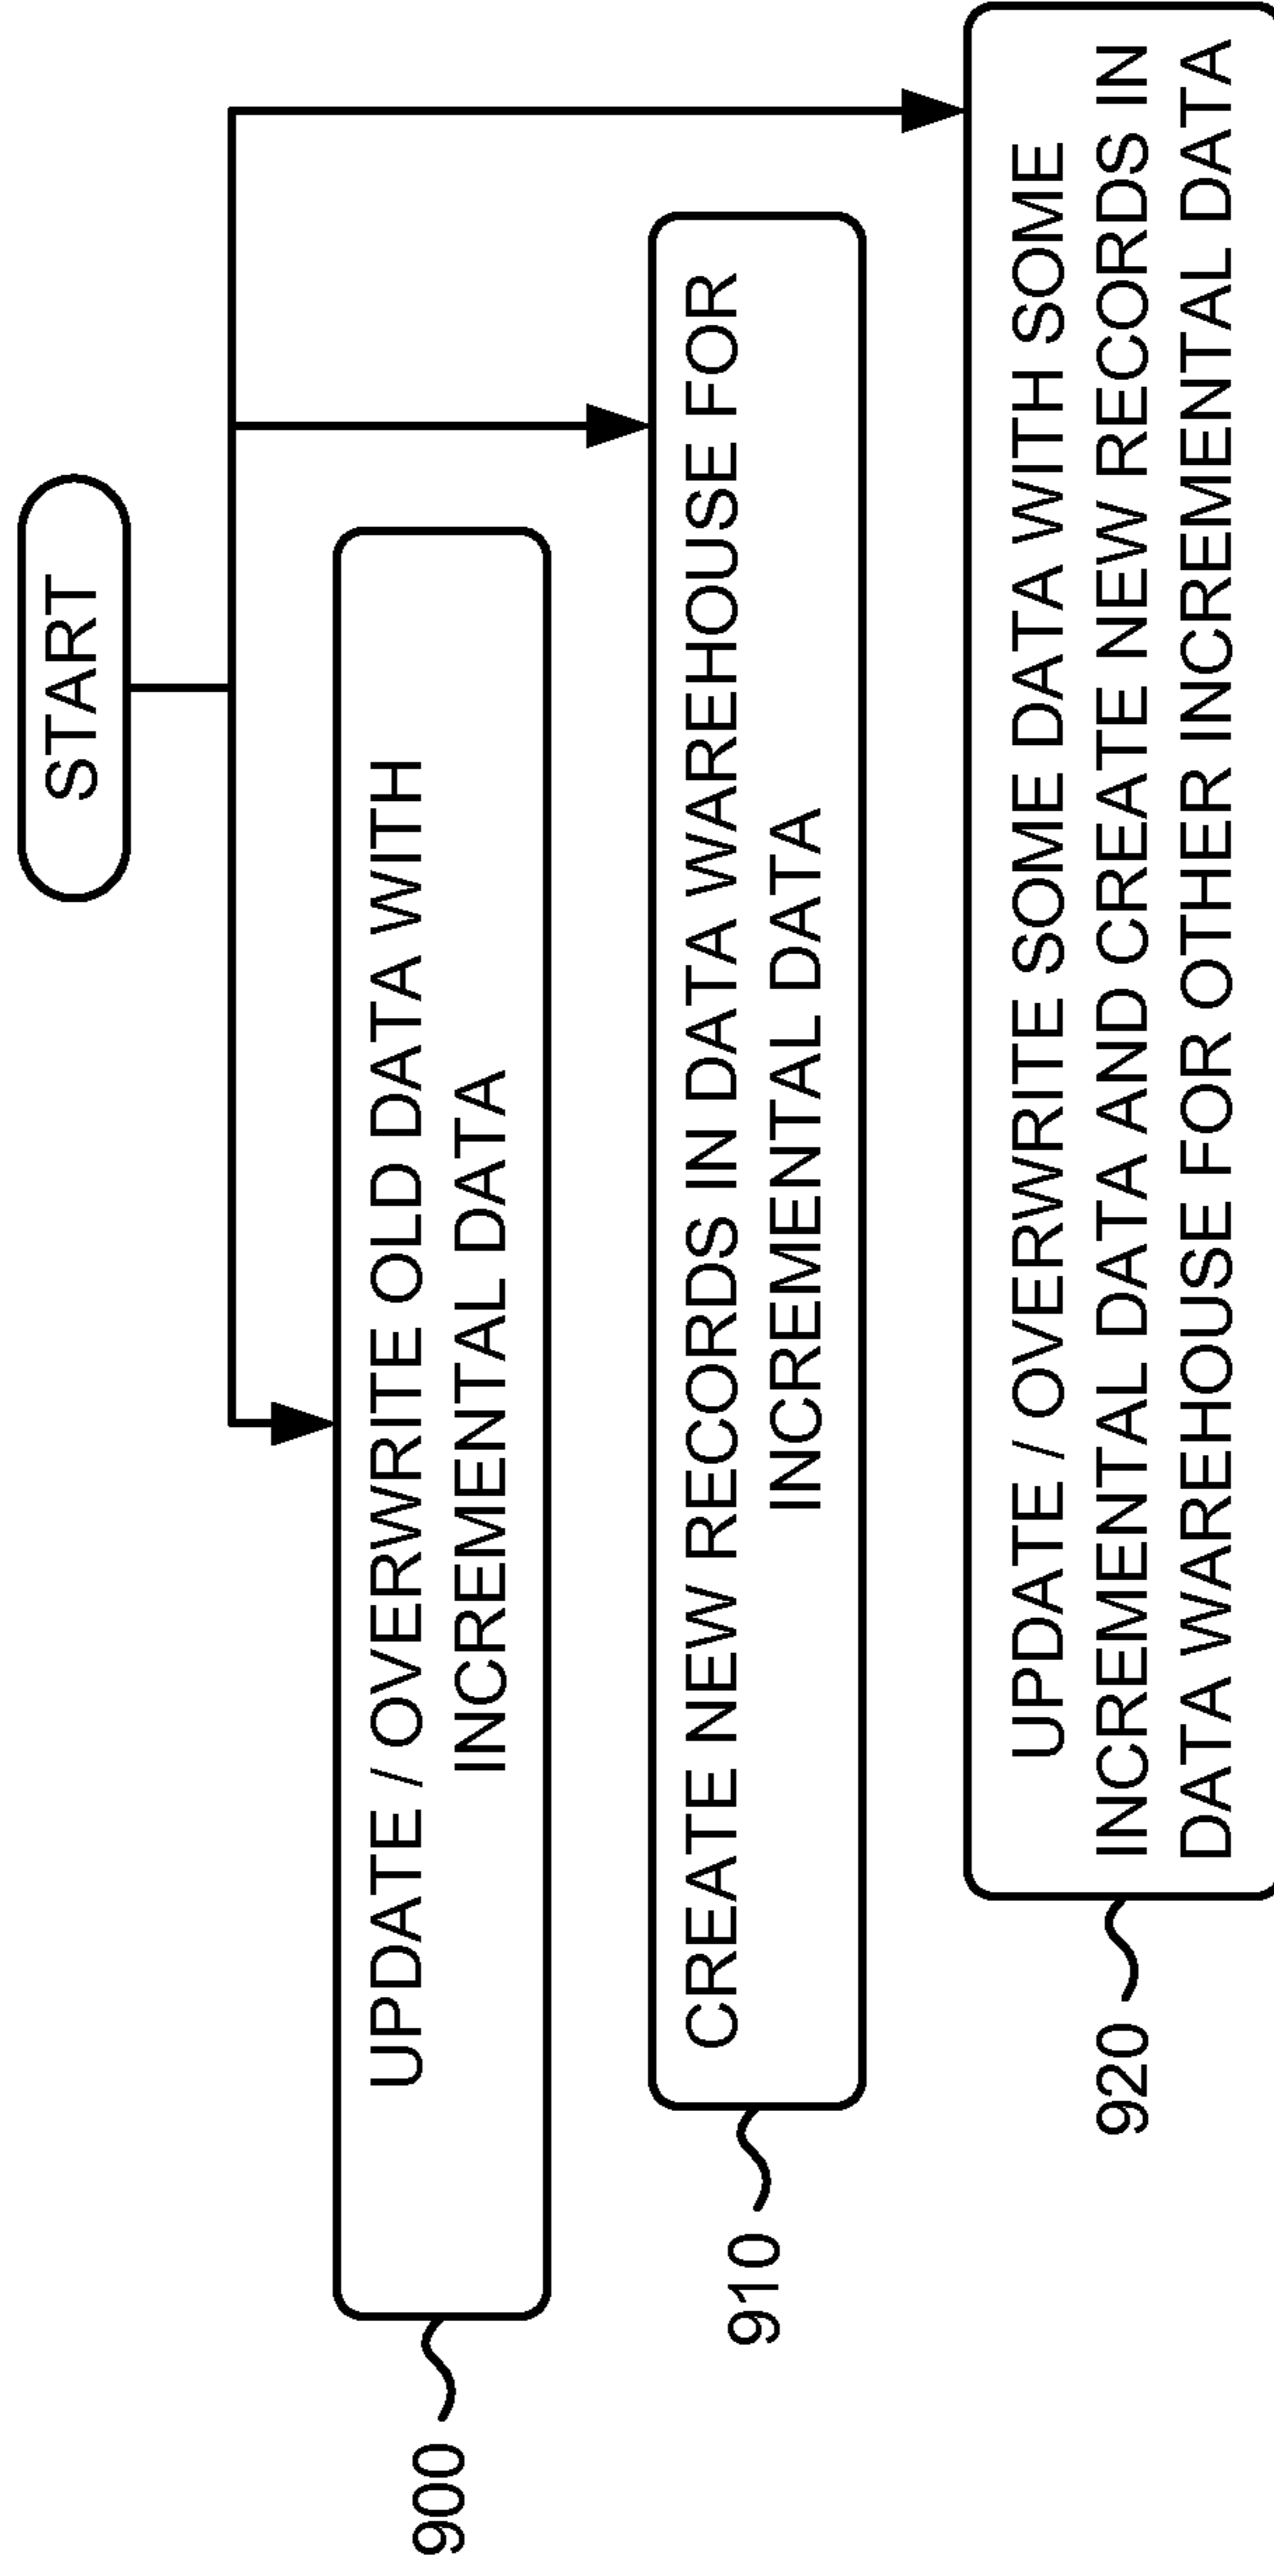 START
UPDATE / OVERWRITE OLD DATA WITH
INCREMENTAL DATA
900
CREATE NEW RECORDS IN DATA WAREHOUSE FOR
INCREMENTAL DATA
910
UPDATE / OVERWRITE SOME DATA WITH SOME
INCREMENTAL DATA AND CREATE NEW RECORDS IN
DATA WAREHOUSE FOR OTHER INCREMENTAL DATA
920